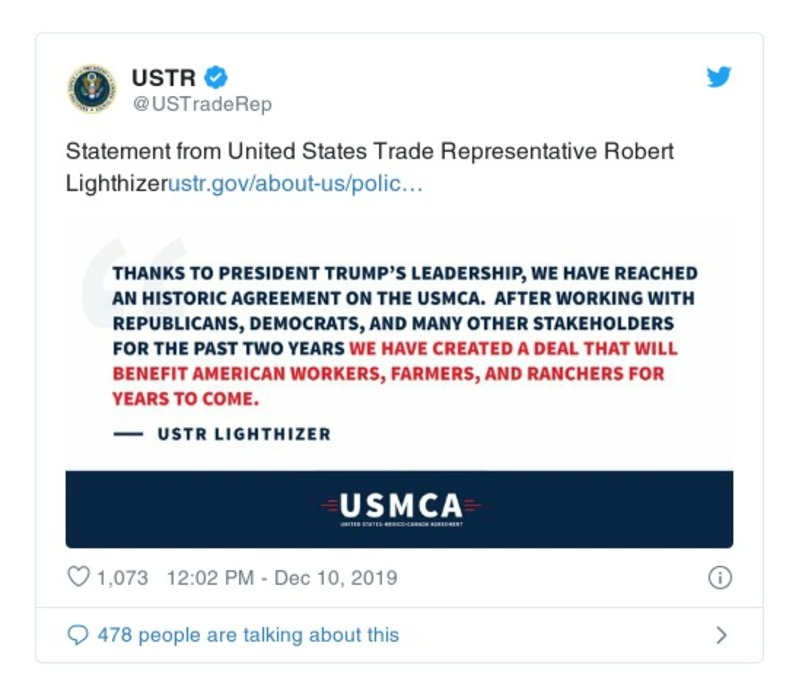 USTR
@USTradeRep
Statement from United States Trade Representative Robert
Lighthizerustr.gov/about-us/polic…
THANKS TO PRESIDENT TRUMP’S LEADERSHIP, WE HAVE REACHED
AN HISTORIC AGREEMENT ON THE USMCA. AFTER WORKING WITH
REPUBLICANS, DEMOCRATS, AND MANY OTHER STAKEHOLDERS
FOR THE PAST TWO YEARS WE HAVE CREATED A DEAL THAT WILL
BENEFIT AMERICAN WORKERS, FARMERS, AND RANCHERS FOR
YEARS TO COME.
— USTR LIGHTHIZER
USMCA
UNITED STATES-MEXICO-CANADA AGREEMENT
1,073 12:02 PM - Dec 10, 2019
478 people are talking about this